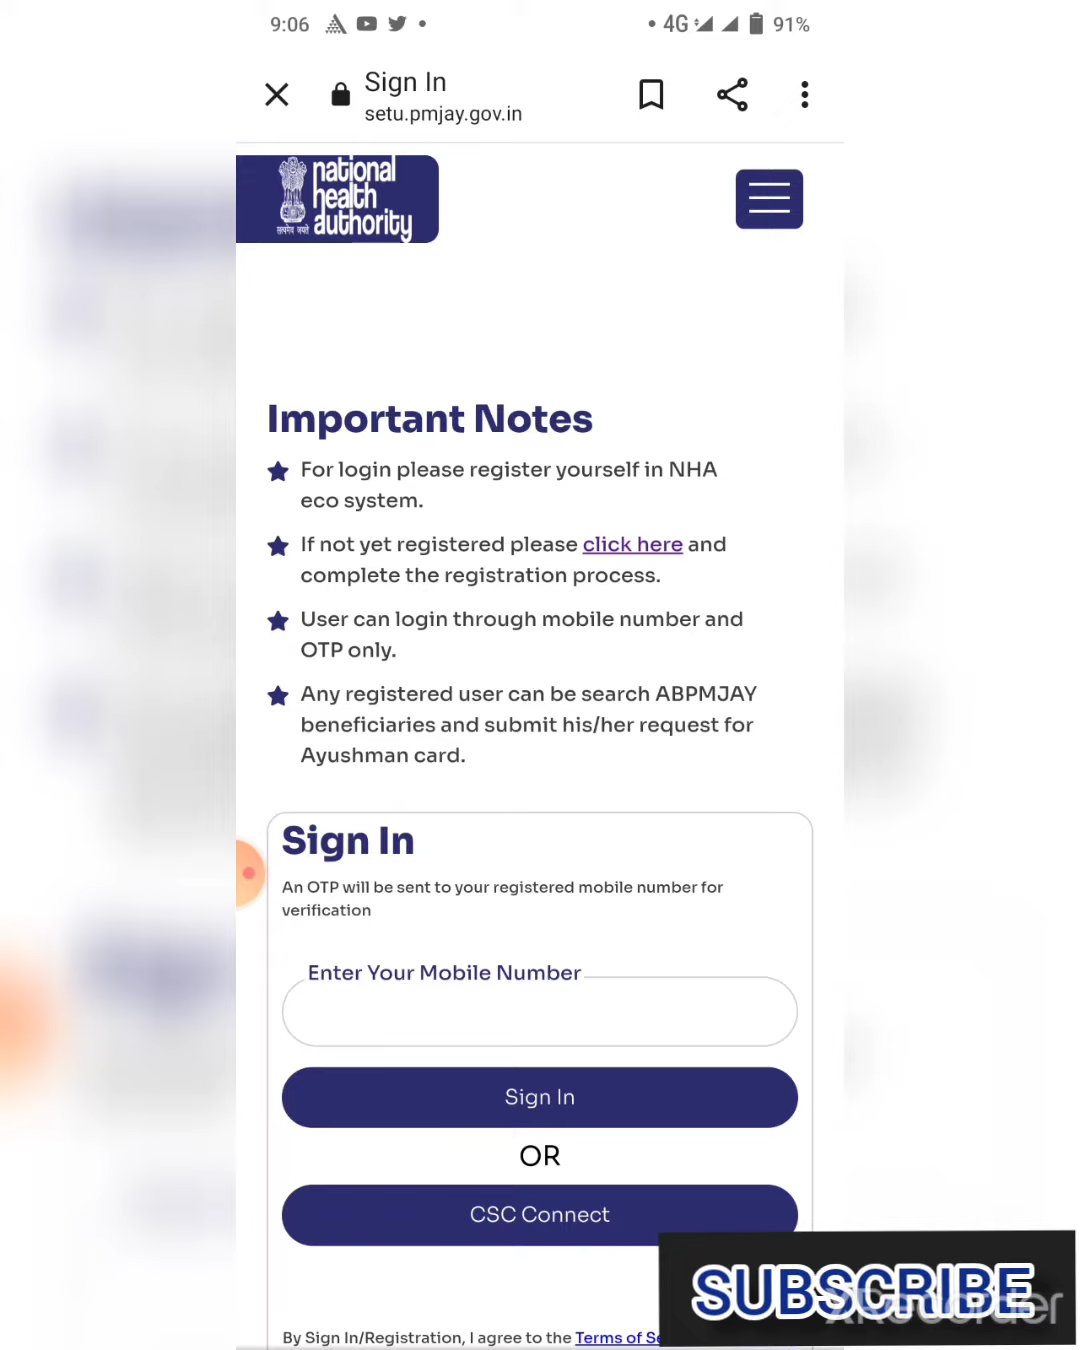 9:06
4G
91%
Sign In
setu.pmjay.gov.in
national
health
authority
सत्यमेव जयते
Important Notes
For login please register yourself in NHA
eco system.
If not yet registered please click here and
complete the registration process.
User can login through mobile number and
OTP only.
Any registered user can be search ABPMJAY
beneficiaries and submit his/her request for
Ayushman card.
Sign In
An OTP will be sent to your registered mobile number for
verification
Enter Your Mobile Number
Sign In
OR
CSC Connect
SUBSCRIBE
XRecorder
By Sign In/Registration, I agree to the Terms of